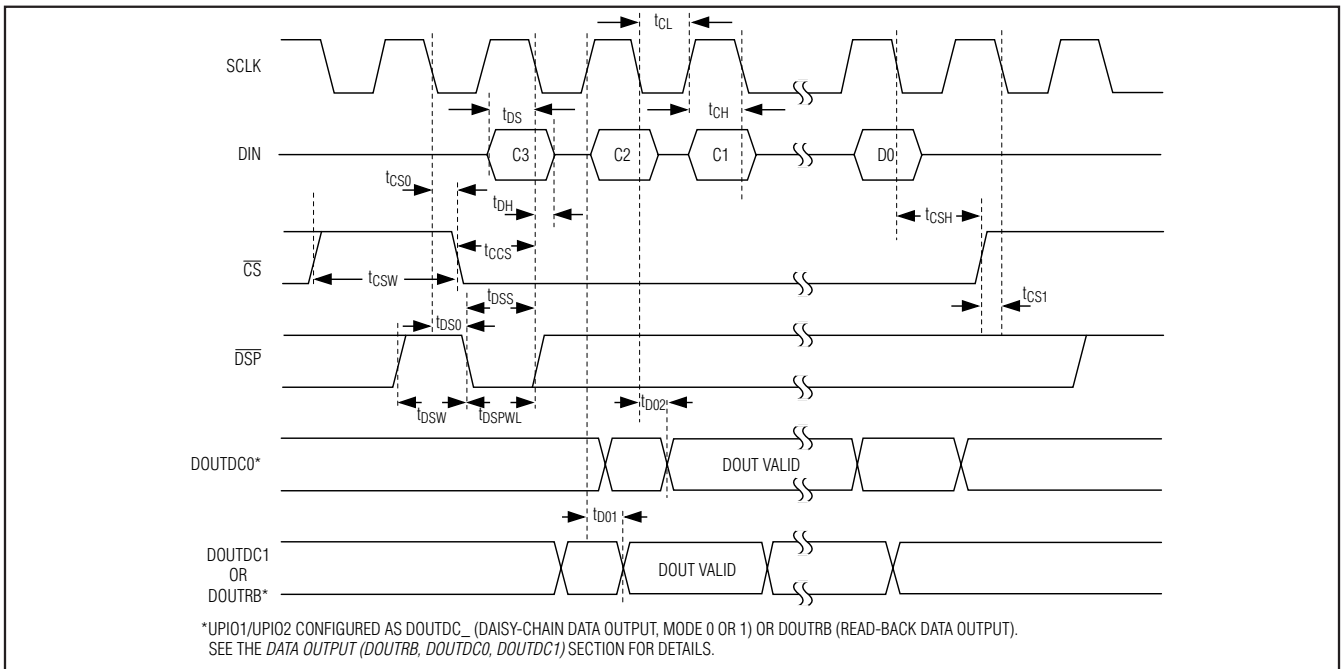 tCL
SCLK
tDS
tCH
DIN
C3
C2
C1
D0
tCS0
tDH
tCSH
tCCS
CS
tCSW
tDSS
tCS1
tDS0
DSP
tDSW
tDSPWL
tD02
DOUTDC0*
DOUT VALID
tD01
DOUTDC1
OR
DOUTRB*
DOUT VALID
*UPIO1/UPIO2 CONFIGURED AS DOUTDC_ (DAISY-CHAIN DATA OUTPUT, MODE 0 OR 1) OR DOUTRB (READ-BACK DATA OUTPUT).
SEE THE DATA OUTPUT (DOUTRB, DOUTDC0, DOUTDC1) SECTION FOR DETAILS.